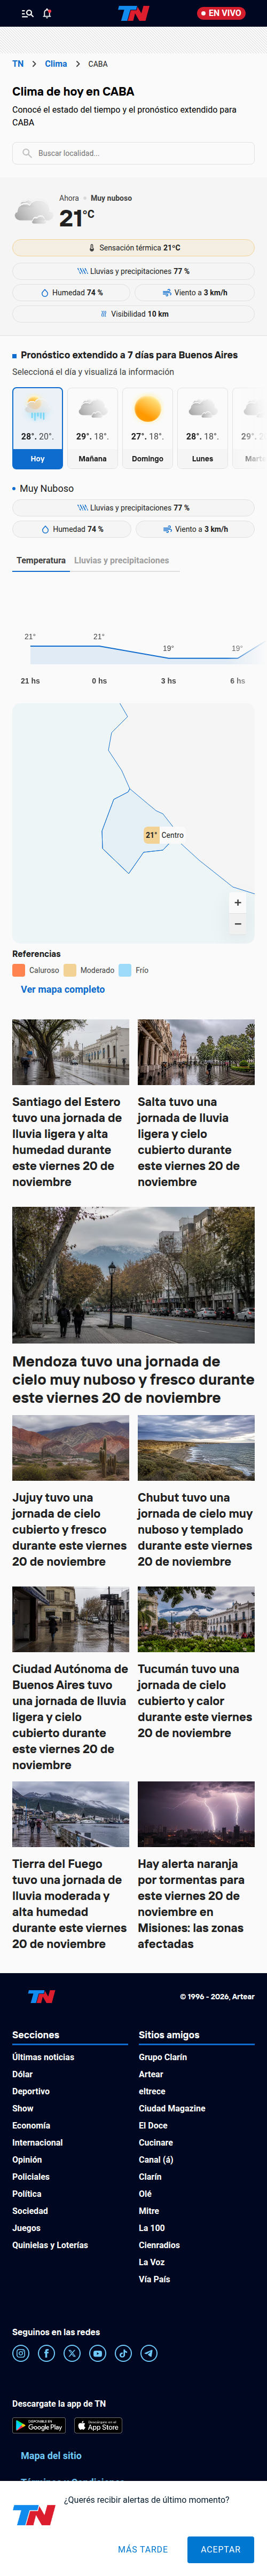 TN
EN VIVO
TN > Clima > CABA
Clima de hoy en CABA
Conocé el estado del tiempo y el pronóstico extendido para
CABA
Buscar localidad...
Ahora Muy nuboso
21°C
Sensación térmica 21°C
Lluvias y precipitaciones 77 %
Humedad 74 %
Viento a 3 km/h
Visibilidad 10 km
Pronóstico extendido a 7 días para Buenos Aires
Seleccioná el día y visualizá la información
28°. 20°.
Hoy
29°. 18°.
Mañana
27°. 18°.
Domingo
28°. 18°.
Lunes
29°.
Muy Nuboso
Lluvias y precipitaciones 77 %
Humedad 74 %
Viento a 3 km/h
Temperatura
Lluvias y precipitaciones
21° 21° 19° 19°
21 hs 0 hs 3 hs 6 hs
21° Centro
+
−
Referencias
Caluroso Moderado Frío
Ver mapa completo
Santiago del Estero
tuvo una jornada de
lluvia ligera y alta
humedad durante
este viernes 20 de
noviembre
Salta tuvo una
jornada de lluvia
ligera y cielo
cubierto durante
este viernes 20 de
noviembre
Mendoza tuvo una jornada de
cielo muy nuboso y fresco durante
este viernes 20 de noviembre
Jujuy tuvo una
jornada de cielo
cubierto y fresco
durante este viernes
20 de noviembre
Chubut tuvo una
jornada de cielo muy
nuboso y templado
durante este viernes
20 de noviembre
Ciudad Autónoma de
Buenos Aires tuvo
una jornada de lluvia
ligera y cielo
cubierto durante
este viernes 20 de
noviembre
Tucumán tuvo una
jornada de cielo
cubierto y calor
durante este viernes
20 de noviembre
Tierra del Fuego
tuvo una jornada de
lluvia moderada y
alta humedad
durante este viernes
20 de noviembre
Hay alerta naranja
por tormentas para
este viernes 20 de
noviembre en
Misiones: las zonas
afectadas
TN
© 1996 - 2026, Artear
Secciones
Últimas noticias
Dólar
Deportivo
Show
Economía
Internacional
Opinión
Policiales
Política
Sociedad
Juegos
Quinielas y Loterías
Sitios amigos
Grupo Clarín
Artear
eltrece
Ciudad Magazine
El Doce
Cucinare
Canal (á)
Clarín
Olé
Mitre
La 100
Cienradios
La Voz
Vía País
Seguinos en las redes
Descargate la app de TN
DISPONIBLE EN
Google Play
App Store
Mapa del sitio
TN
¿Querés recibir alertas de último momento?
MÁS TARDE
ACEPTAR